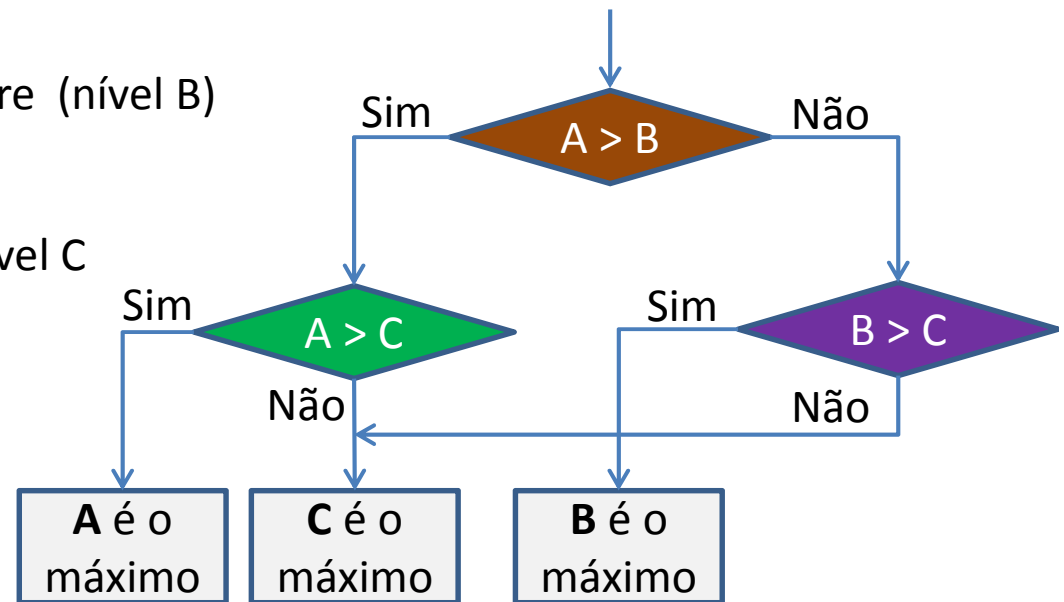 re (nível B)
Sim
A > B
Não
vel C
Sim
A > C
Sim
B > C
Não
Não
A é o
máximo
C é o
máximo
B é o
máximo